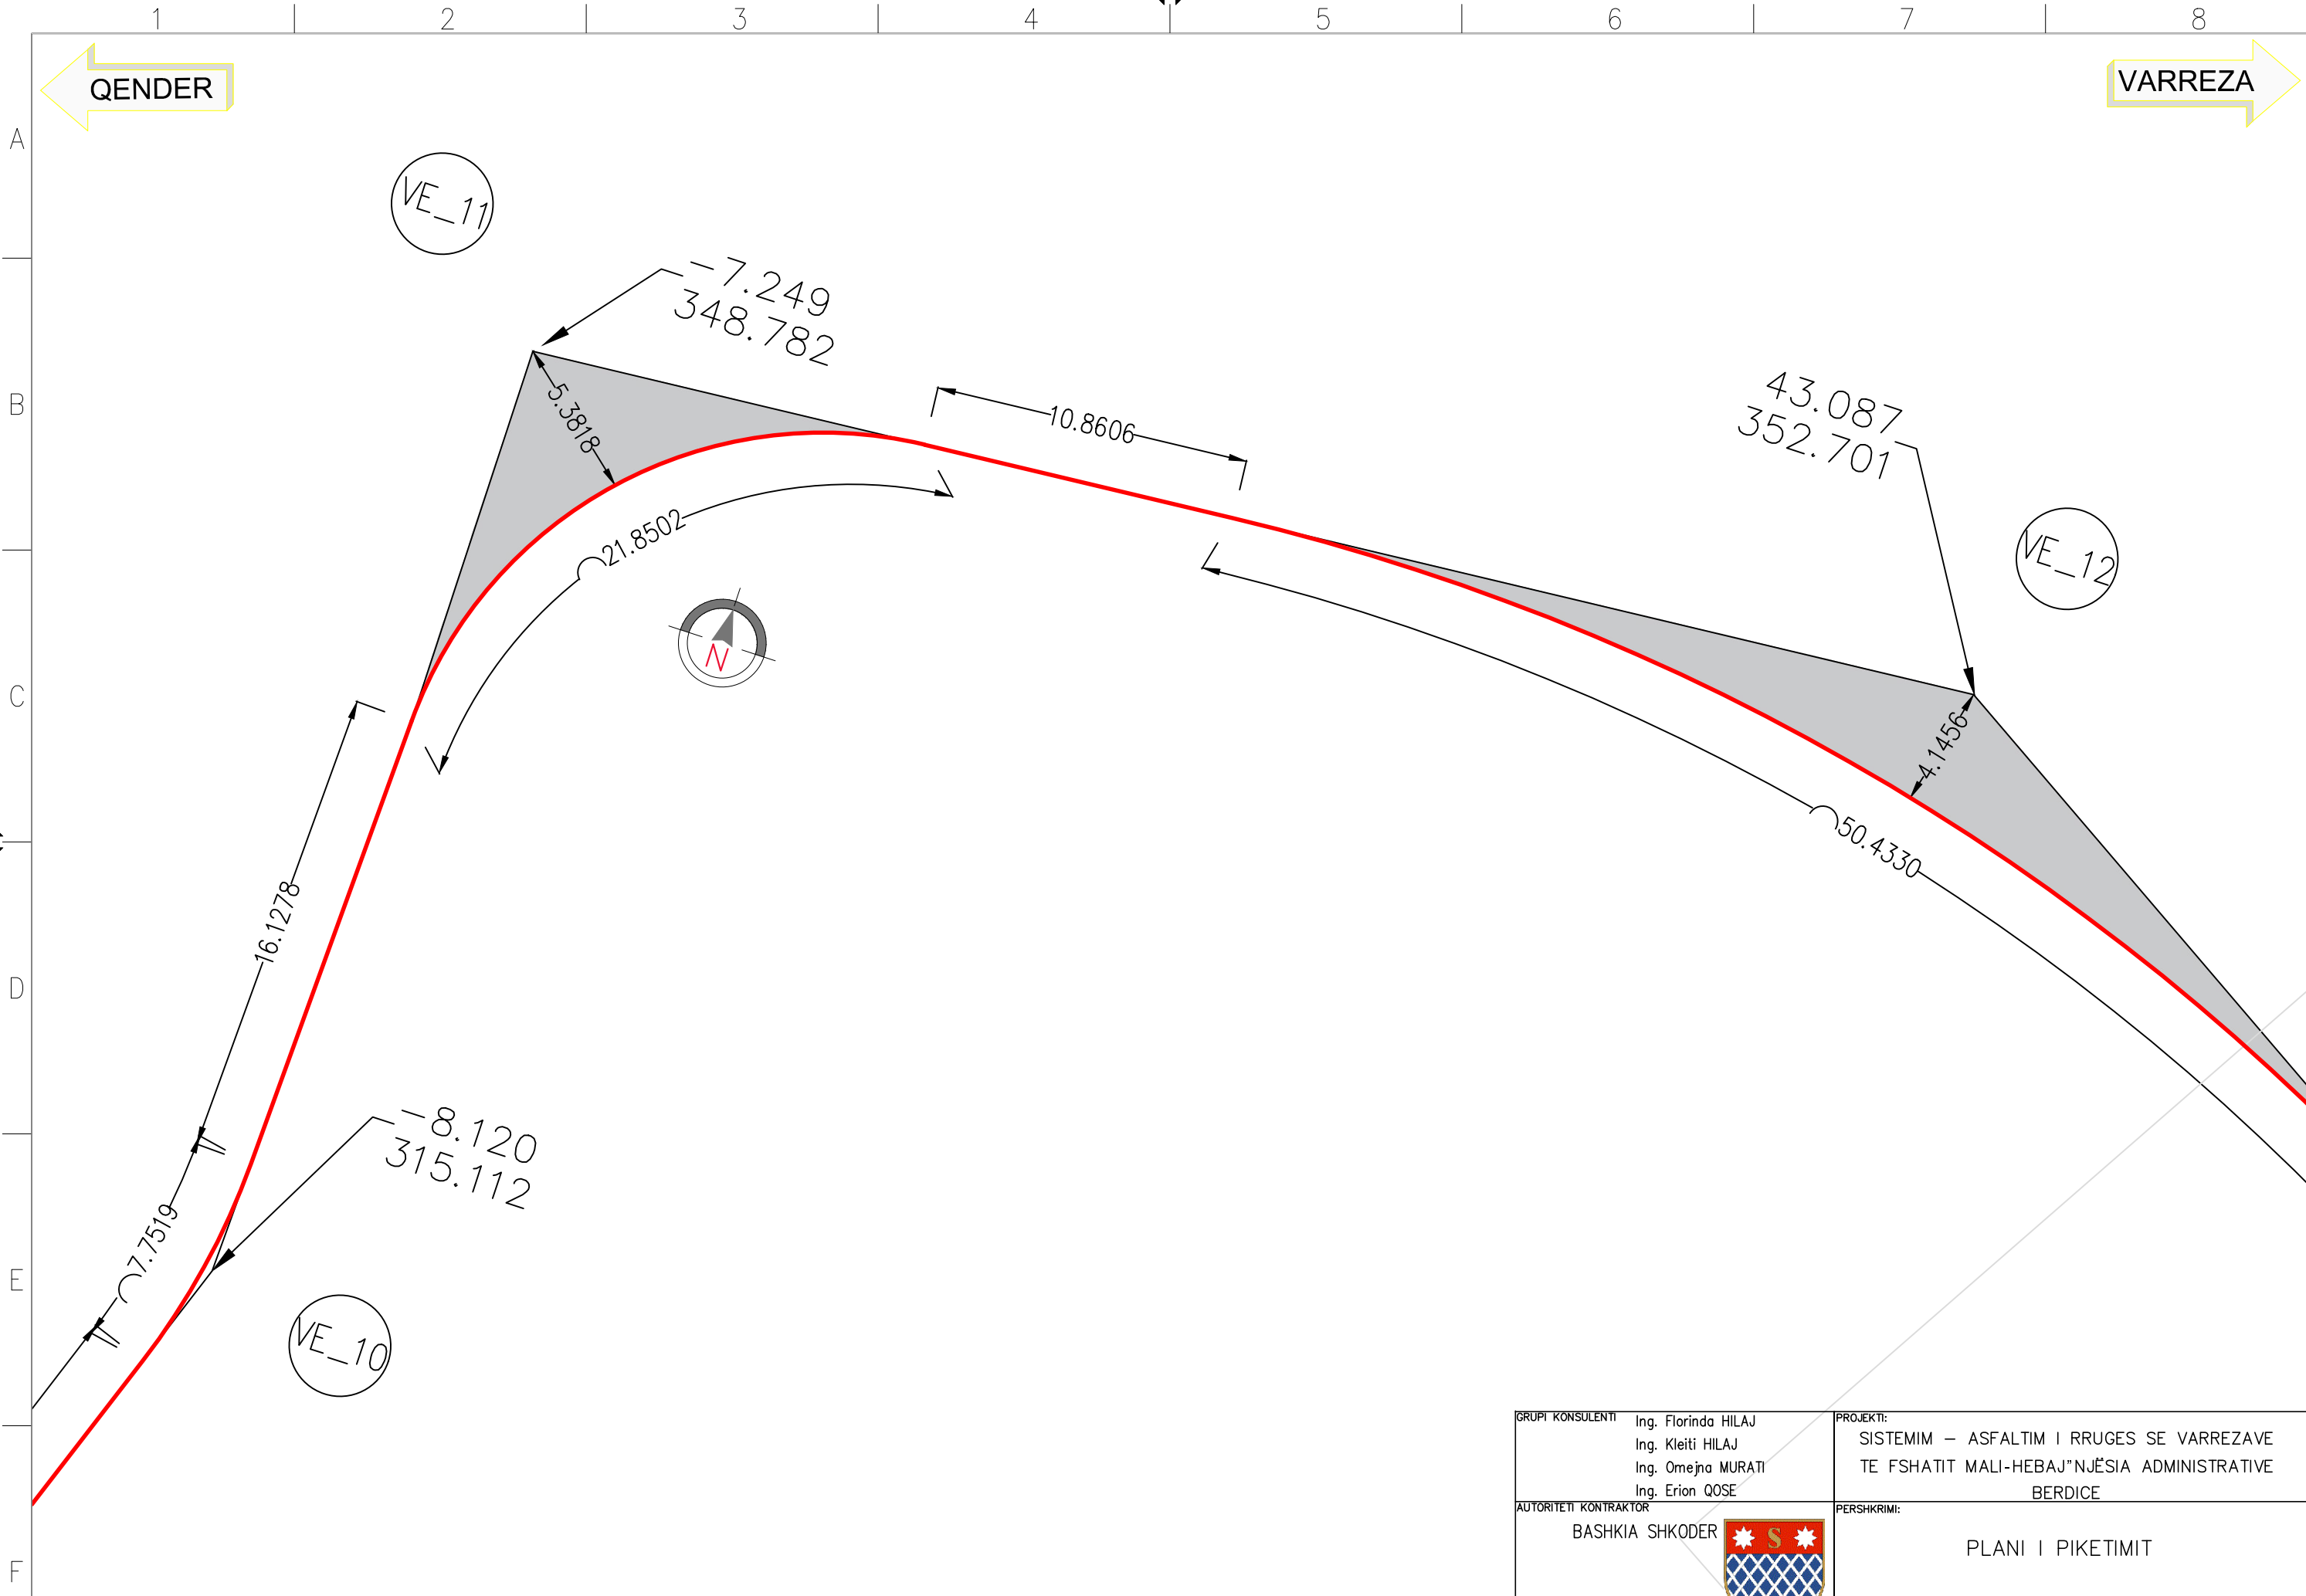 1 2 3 4 5 6 7 8
QENDER
VARREZA
A
VE_11
-7.249
348.782
B
5.3818
10.8606
43.087
352.701
21.8502
VE_12
N
C
4.1456
50.4330
16.1278
D
-8.120
315.112
7.7519
E
VE_10
GRUPI KONSULENTI
Ing. Florinda HILAJ
Ing. Kleiti HILAJ
Ing. Omejna MURATI
Ing. Erion QOSE
PROJEKTI:
SISTEMIM – ASFALTIM I RRUGES SE VARREZAVE
TE FSHATIT MALI-HEBAJ"NJËSIA ADMINISTRATIVE
BERDICE
AUTORITETI KONTRAKTOR
BASHKIA SHKODER
S
PERSHKRIMI:
PLANI I PIKETIMIT
F